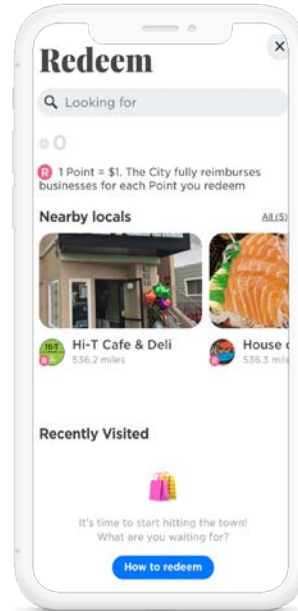 Redeem
Looking for
0
R 1 Point = $1. The City fully reimburses
businesses for each Point you redeem
Nearby locals All (5)
Hi-T Cafe & Deli House
536.2 miles 536.3 mile
Recently Visited
It's time to start hitting the town!
What are you waiting for?
How to redeem